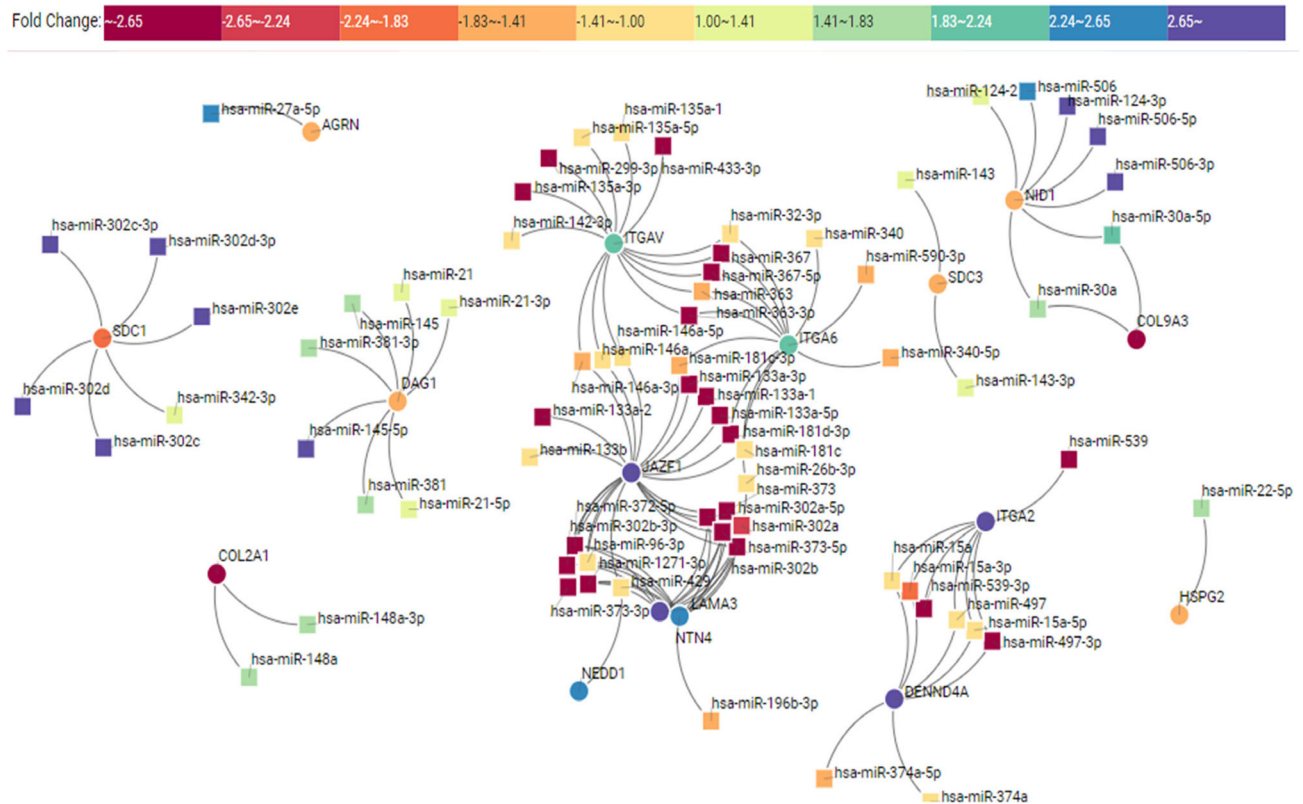 Fold Change: ~-2.65 -2.65~-2.24 -2.24~-1.83 -1.83~-1.41 -1.41~-1.00 1.00~1.41 1.41~1.83 1.83~2.24 2.24~2.65 2.65~
hsa-miR-27a-5p
AGRN
hsa-miR-135a-1
hsa-miR-135a-5p
hsa-miR-299-3p
hsa-miR-433-3p
hsa-miR-135a-3p
hsa-miR-142-3p
ITGAV
hsa-miR-32-3p
hsa-miR-340
hsa-miR-367
hsa-miR-590-3p
hsa-miR-367-5p
hsa-miR-363
hsa-miR-363-3p
hsa-miR-146a-5p
ITGA6
hsa-miR-146a
hsa-miR-181c-3p
hsa-miR-340-5p
hsa-miR-146a-3p
hsa-miR-133a-3p
hsa-miR-133a-1
hsa-miR-133a-2
hsa-miR-133a-5p
hsa-miR-181d-3p
hsa-miR-133b
hsa-miR-181c
JAZF1
hsa-miR-26b-3p
hsa-miR-373
hsa-miR-372-5p
hsa-miR-302a-5p
hsa-miR-302b-3p
hsa-miR-302a
hsa-miR-96-3p
hsa-miR-373-5p
hsa-miR-1271-3p
hsa-miR-302b
hsa-miR-429
hsa-miR-373-3p
LAMA3
NTN4
NEDD1
hsa-miR-196b-3p
hsa-miR-124-2
hsa-miR-506
hsa-miR-124-3p
hsa-miR-506-5p
hsa-miR-143
hsa-miR-506-3p
NID1
hsa-miR-30a-5p
SDC3
hsa-miR-30a
COL9A3
hsa-miR-143-3p
hsa-miR-302c-3p
hsa-miR-302d-3p
hsa-miR-302e
SDC1
hsa-miR-302d
hsa-miR-342-3p
hsa-miR-302c
hsa-miR-21
hsa-miR-21-3p
hsa-miR-145
hsa-miR-381-3p
DAG1
hsa-miR-145-5p
hsa-miR-381
hsa-miR-21-5p
COL2A1
hsa-miR-148a-3p
hsa-miR-148a
hsa-miR-539
ITGA2
hsa-miR-15a
hsa-miR-15a-3p
hsa-miR-539-3p
hsa-miR-497
hsa-miR-15a-5p
hsa-miR-497-3p
DENND4A
hsa-miR-374a-5p
hsa-miR-374a
hsa-miR-22-5p
HSPG2